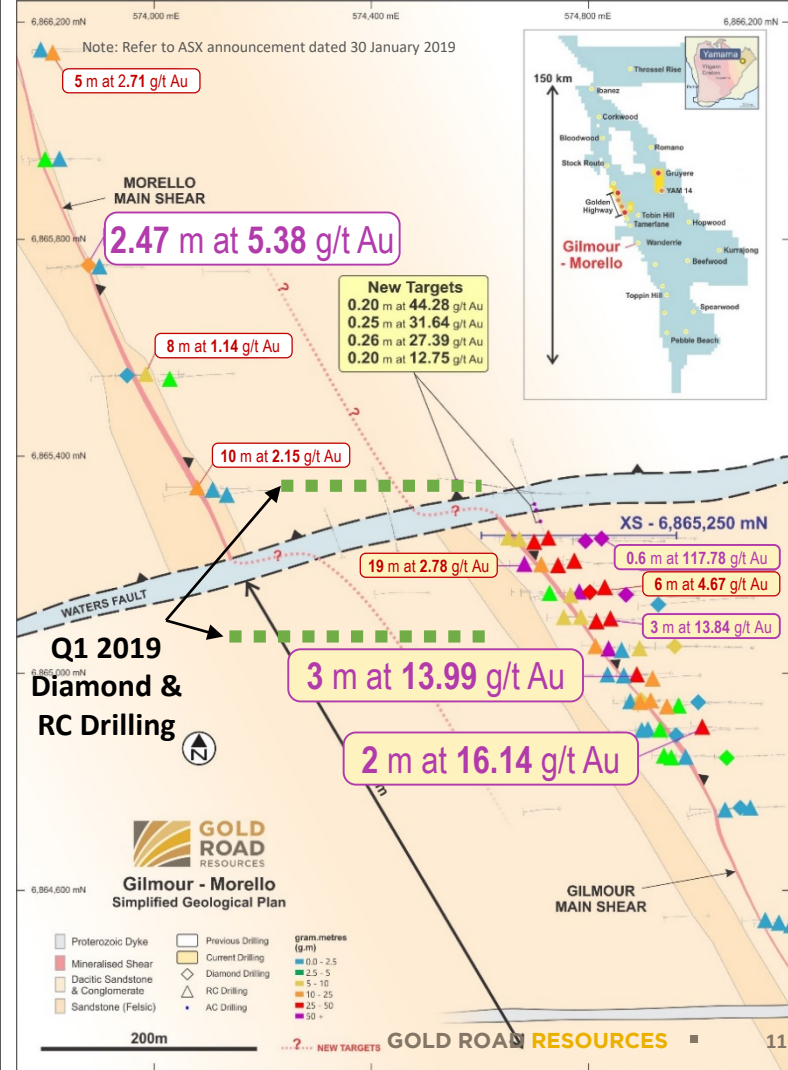 574,000 mE
574,400 mE
574,800 mE
6,866,200 mN
6,866,200 mN
Note: Refer to ASX announcement dated 30 January 2019
5 m at 2.71 g/t Au
Yamarna
Yilgarn
Craton
150 km
Throssel Rise
Ibanez
Corkwood
Bloodwood
Romano
Stock Route
Gruyere
YAM 14
Golden
Highway
Tobin Hill
Tamerlane
Hopwood
Gilmour
- Morello
Wanderrie
Kurrajong
Beefwood
Toppin Hill
Spearwood
Pebble Beach
MORELLO
MAIN SHEAR
6,865,800 mN
2.47 m at 5.38 g/t Au
?
New Targets
0.20 m at 44.28 g/t Au
0.25 m at 31.64 g/t Au
0.26 m at 27.39 g/t Au
0.20 m at 12.75 g/t Au
8 m at 1.14 g/t Au
?
6,865,400 mN
10 m at 2.15 g/t Au
?
XS - 6,865,250 mN
?
19 m at 2.78 g/t Au
0.6 m at 117.78 g/t Au
6 m at 4.67 g/t Au
WATERS FAULT
3 m at 13.84 g/t Au
Q1 2019
Diamond &
RC Drilling
6,865,000 mN
3 m at 13.99 g/t Au
N
2 m at 16.14 g/t Au
m
GOLD
ROAD
RESOURCES
Gilmour - Morello
Simplified Geological Plan
6,864,600 mN
GILMOUR
MAIN SHEAR
Proterozoic Dyke
Mineralised Shear
Dacitic Sandstone
& Conglomerate
Sandstone (Felsic)
Previous Drilling
Current Drilling
Diamond Drilling
RC Drilling
AC Drilling
gram.metres
(g.m)
0.0 - 2.5
2.5 - 5
5 - 10
10 - 25
25 - 50
50 +
200m
? NEW TARGETS
GOLD ROAD RESOURCES
11